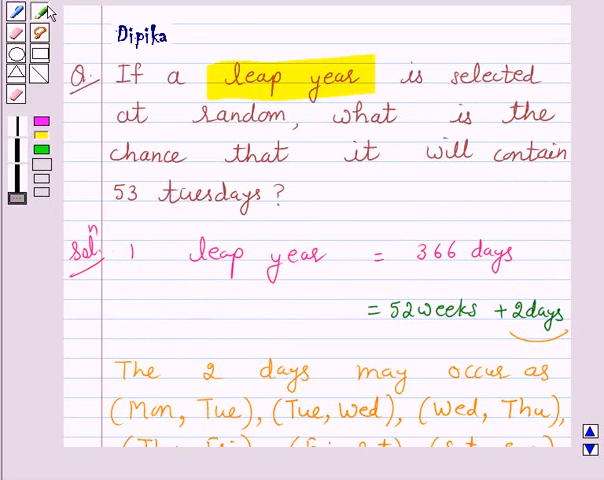 Dipika
Q. If a leap year is selected
at random, what is the
chance that it will contain
53 tuesdays?
Soln. 1 leap year = 366 days
= 52 weeks + 2 days
The 2 days may occur as
(Mon, Tue), (Tue, Wed), (Wed, Thu),